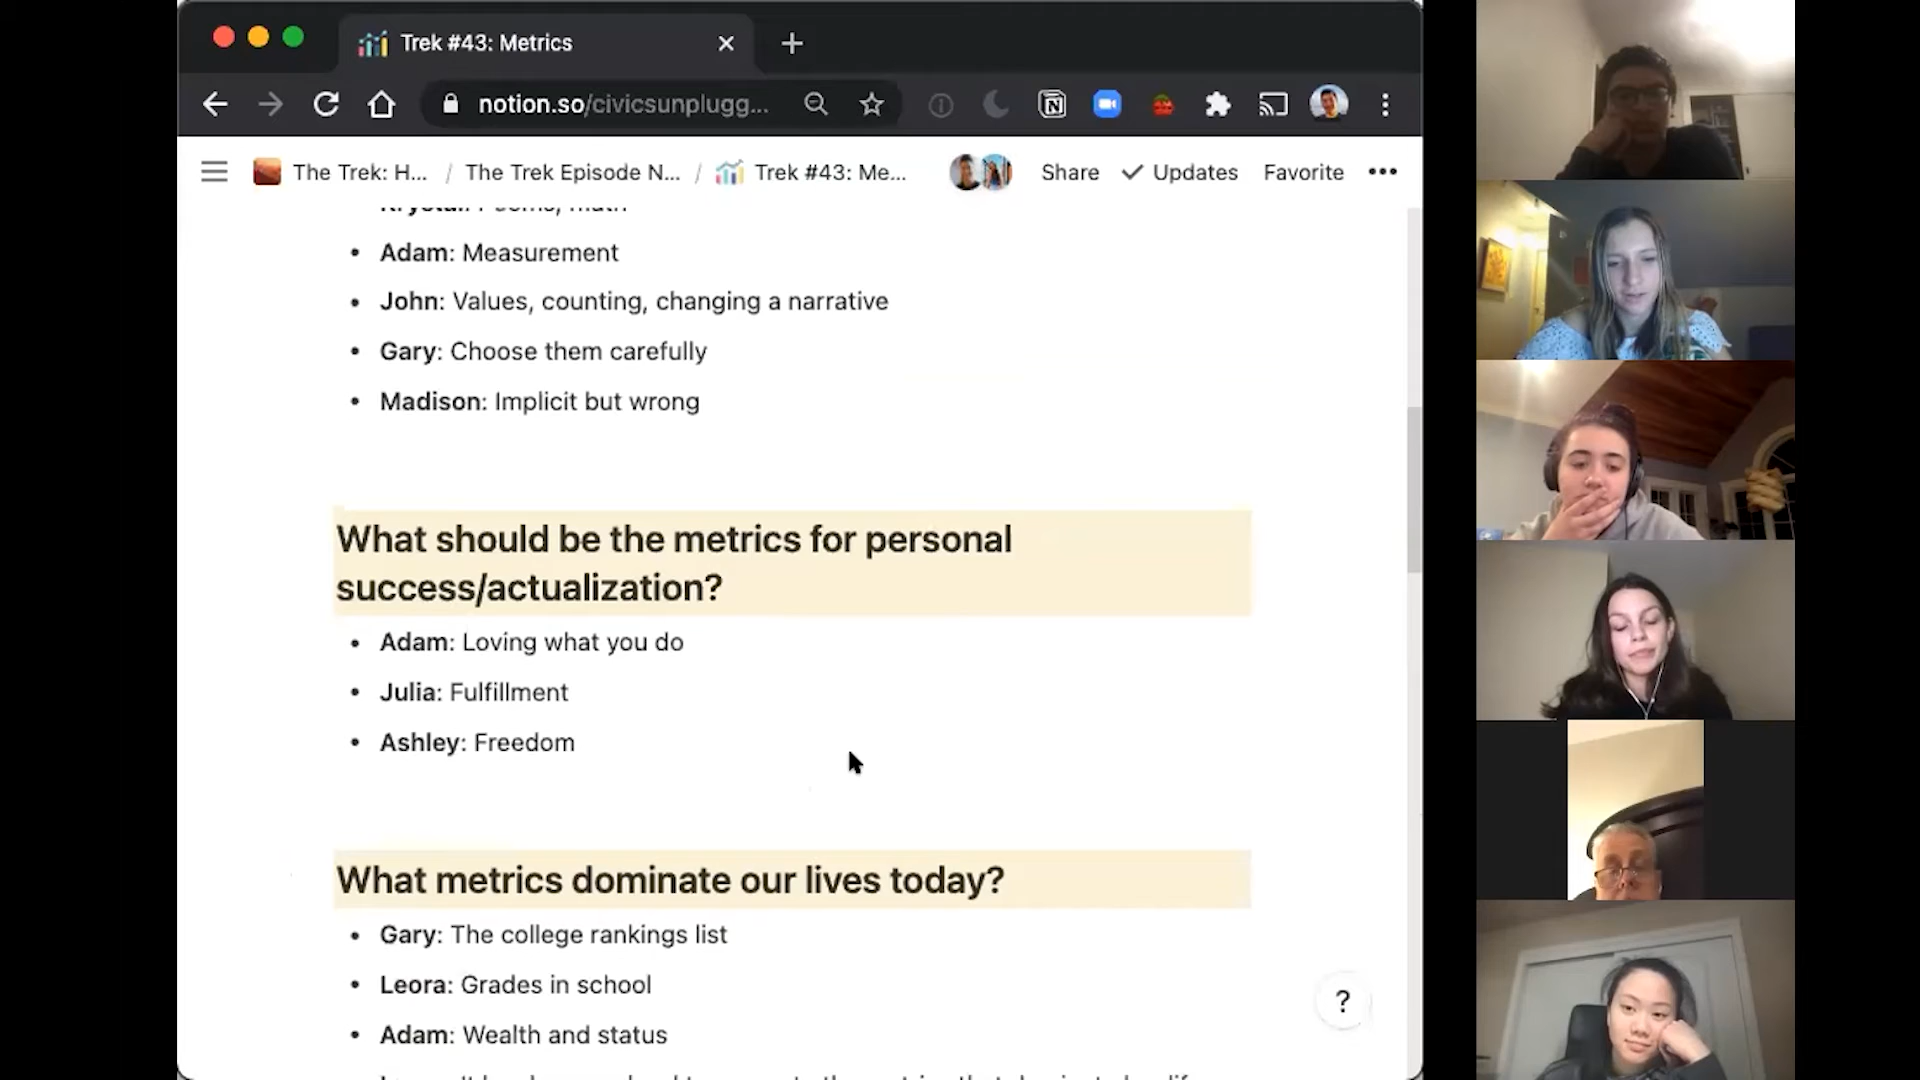 Trek #43: Metrics
notion.so/civicsunplugg...
The Trek: H... / The Trek Episode N... / Trek #43: Me... Share Updates Favorite
Adam: Measurement
John: Values, counting, changing a narrative
Gary: Choose them carefully
Madison: Implicit but wrong
What should be the metrics for personal
success/actualization?
Adam: Loving what you do
Julia: Fulfillment
Ashley: Freedom
What metrics dominate our lives today?
Gary: The college rankings list
Leora: Grades in school
Adam: Wealth and status
?